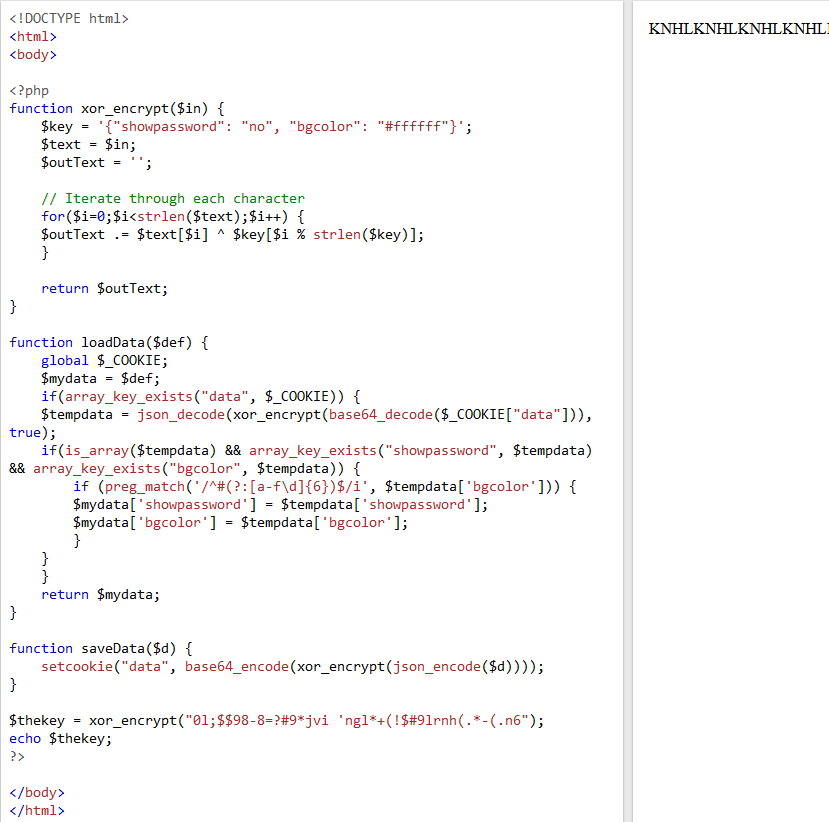 <!DOCTYPE html>
<html>
<body>

<?php
function xor_encrypt($in) {
    $key = '{"showpassword": "no", "bgcolor": "#ffffff"}';
    $text = $in;
    $outText = '';

    // Iterate through each character
    for($i=0;$i<strlen($text);$i++) {
    $outText .= $text[$i] ^ $key[$i % strlen($key)];
    }

    return $outText;
}

function loadData($def) {
    global $_COOKIE;
    $mydata = $def;
    if(array_key_exists("data", $_COOKIE)) {
    $tempdata = json_decode(xor_encrypt(base64_decode($_COOKIE["data"])),
true);
    if(is_array($tempdata) && array_key_exists("showpassword", $tempdata)
&& array_key_exists("bgcolor", $tempdata)) {
        if (preg_match('/^#(?:[a-f\d]{6})$/i', $tempdata['bgcolor'])) {
        $mydata['showpassword'] = $tempdata['showpassword'];
        $mydata['bgcolor'] = $tempdata['bgcolor'];
        }
    }
    }
    return $mydata;
}

function saveData($d) {
    setcookie("data", base64_encode(xor_encrypt(json_encode($d))));
}

$thekey = xor_encrypt("0l;$$98-8=?#9*jvi 'ngl*+(!$#9lrnh(.*-(.n6");
echo $thekey;
?>

</body>
</html>
KNHLKNHLKNHLKNHL